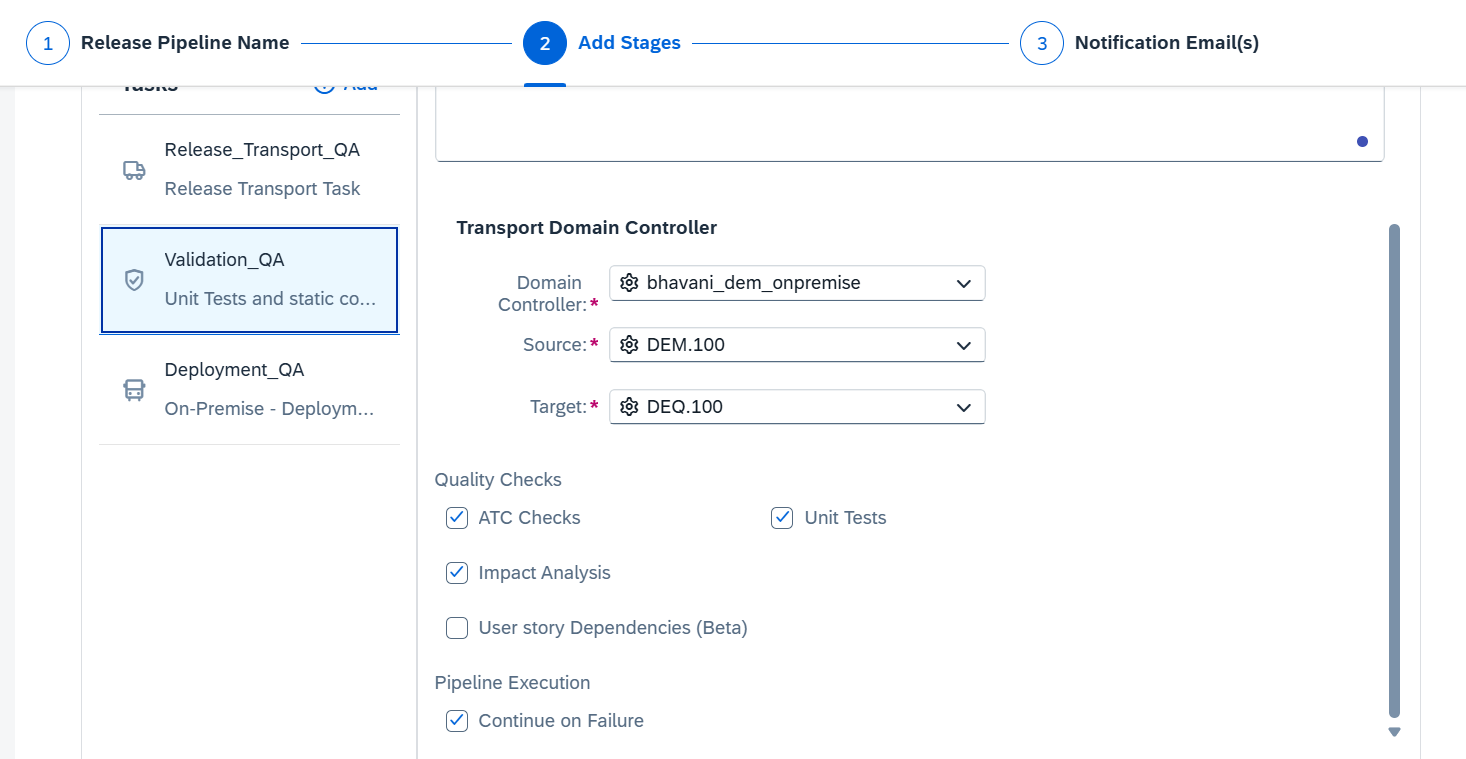 1 Release Pipeline Name 2 Add Stages 3 Notification Email(s)
Tasks Add
Release_Transport_QA
Release Transport Task
Validation_QA
Unit Tests and static co...
Deployment_QA
On-Premise - Deploym...
Transport Domain Controller
Domain
Controller:* bhavani_dem_onpremise
Source:* DEM.100
Target:* DEQ.100
Quality Checks
ATC Checks Unit Tests
Impact Analysis
User story Dependencies (Beta)
Pipeline Execution
Continue on Failure